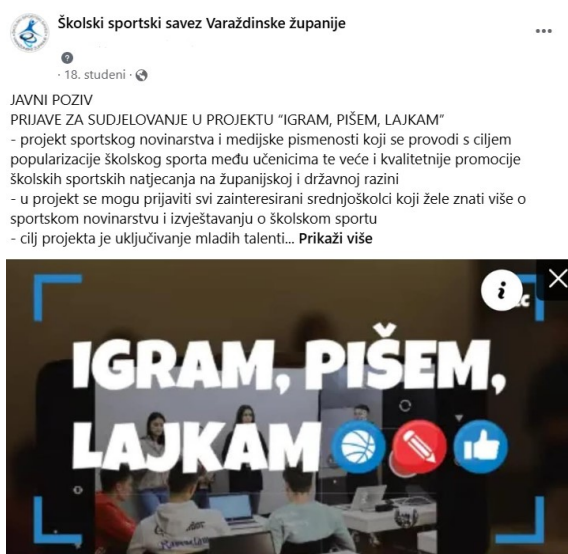 Školski sportski savez Varaždinske županije
· 18. studeni ·
JAVNI POZIV
PRIJAVE ZA SUDJELOVANJE U PROJEKTU "IGRAM, PIŠEM, LAJKAM"
- projekt sportskog novinarstva i medijske pismenosti koji se provodi s ciljem
popularizacije školskog sporta među učenicima te veće i kvalitetnije promocije
školskih sportskih natjecanja na županijskoj i državnoj razini
- u projekt se mogu prijaviti svi zainteresirani srednjoškolci koji žele znati više o
sportskom novinarstvu i izvještavanju o školskom sportu
- cilj projekta je uključivanje mladih talenti... Prikaži više
IGRAM, PIŠEM,
LAJKAM